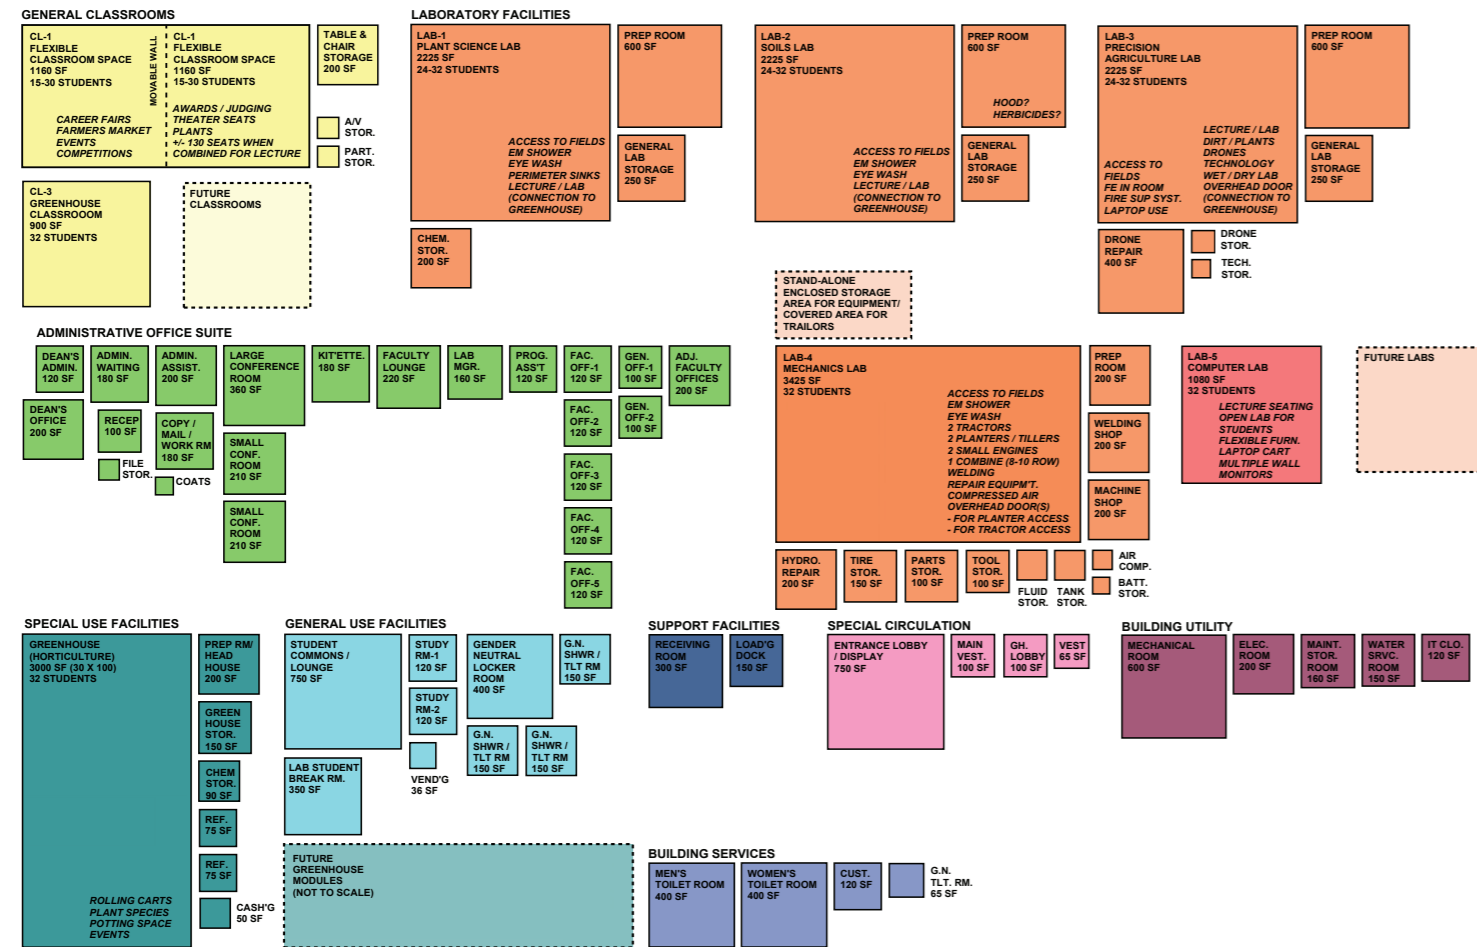 GENERAL CLASSROOMS
CL-1
FLEXIBLE
CLASSROOM SPACE
1160 SF
15-30 STUDENTS
CAREER FAIRS
FARMERS MARKET
EVENTS
COMPETITIONS
MOVABLE WALL
CL-1
FLEXIBLE
CLASSROOM SPACE
1160 SF
15-30 STUDENTS
AWARDS / JUDGING
THEATER SEATS
PLANTS
+/- 130 SEATS WHEN
COMBINED FOR LECTURE
TABLE &
CHAIR
STORAGE
200 SF
A/V
STOR.
PART.
STOR.
CL-3
GREENHOUSE
CLASSROOOM
900 SF
32 STUDENTS
FUTURE
CLASSROOMS
LABORATORY FACILITIES
LAB-1
PLANT SCIENCE LAB
2225 SF
24-32 STUDENTS
ACCESS TO FIELDS
EM SHOWER
EYE WASH
PERIMETER SINKS
LECTURE / LAB
(CONNECTION TO
GREENHOUSE)
PREP ROOM
600 SF
GENERAL
LAB
STORAGE
250 SF
CHEM.
STOR.
200 SF
LAB-2
SOILS LAB
2225 SF
24-32 STUDENTS
ACCESS TO FIELDS
EM SHOWER
EYE WASH
LECTURE / LAB
(CONNECTION TO
GREENHOUSE)
PREP ROOM
600 SF
HOOD?
HERBICIDES?
GENERAL
LAB
STORAGE
250 SF
LAB-3
PRECISION
AGRICULTURE LAB
2225 SF
24-32 STUDENTS
ACCESS TO
FIELDS
FE IN ROOM
FIRE SUP SYST.
LAPTOP USE
LECTURE / LAB
DIRT / PLANTS
DRONES
TECHNOLOGY
WET / DRY LAB
OVERHEAD DOOR
(CONNECTION TO
GREENHOUSE)
PREP ROOM
600 SF
GENERAL
LAB
STORAGE
250 SF
DRONE
REPAIR
400 SF
DRONE
STOR.
TECH.
STOR.
STAND-ALONE
ENCLOSED STORAGE
AREA FOR EQUIPMENT/
COVERED AREA FOR
TRAILORS
LAB-4
MECHANICS LAB
3425 SF
32 STUDENTS
ACCESS TO FIELDS
EM SHOWER
EYE WASH
2 TRACTORS
2 PLANTERS / TILLERS
2 SMALL ENGINES
1 COMBINE (8-10 ROW)
WELDING
REPAIR EQUIPM'T.
COMPRESSED AIR
OVERHEAD DOOR(S)
- FOR PLANTER ACCESS
- FOR TRACTOR ACCESS
PREP
ROOM
200 SF
WELDING
SHOP
200 SF
MACHINE
SHOP
200 SF
HYDRO.
REPAIR
200 SF
TIRE
STOR.
150 SF
PARTS
STOR.
100 SF
TOOL
STOR.
100 SF
FLUID
STOR.
TANK
STOR.
AIR
COMP.
BATT.
STOR.
LAB-5
COMPUTER LAB
1080 SF
32 STUDENTS
LECTURE SEATING
OPEN LAB FOR
STUDENTS
FLEXIBLE FURN.
LAPTOP CART
MULTIPLE WALL
MONITORS
FUTURE LABS
ADMINISTRATIVE OFFICE SUITE
DEAN'S
ADMIN.
120 SF
ADMIN.
WAITING
180 SF
ADMIN.
ASSIST.
200 SF
LARGE
CONFERENCE
ROOM
360 SF
KIT'ETTE.
180 SF
FACULTY
LOUNGE
220 SF
LAB
MGR.
160 SF
PROG.
ASS'T
120 SF
FAC.
OFF-1
120 SF
GEN.
OFF-1
100 SF
ADJ.
FACULTY
OFFICES
200 SF
DEAN'S
OFFICE
200 SF
RECEP
100 SF
FILE
STOR.
COPY /
MAIL /
WORK RM
180 SF
COATS
SMALL
CONF.
ROOM
210 SF
SMALL
CONF.
ROOM
210 SF
FAC.
OFF-2
120 SF
GEN.
OFF-2
100 SF
FAC.
OFF-3
120 SF
FAC.
OFF-4
120 SF
FAC.
OFF-5
120 SF
SPECIAL USE FACILITIES
GREENHOUSE
(HORTICULTURE)
3000 SF (30 X 100)
32 STUDENTS
ROLLING CARTS
PLANT SPECIES
POTTING SPACE
EVENTS
PREP RM/
HEAD
HOUSE
200 SF
GREEN
HOUSE
STOR.
150 SF
CHEM
STOR.
90 SF
REF.
75 SF
REF.
75 SF
CASH'G
50 SF
GENERAL USE FACILITIES
STUDENT
COMMONS /
LOUNGE
750 SF
STUDY
RM-1
120 SF
STUDY
RM-2
120 SF
VEND'G
36 SF
GENDER
NEUTRAL
LOCKER
ROOM
400 SF
G.N.
SHWR /
TLT RM
150 SF
G.N.
SHWR /
TLT RM
150 SF
G.N.
SHWR /
TLT RM
150 SF
LAB STUDENT
BREAK RM.
350 SF
FUTURE
GREENHOUSE
MODULES
(NOT TO SCALE)
SUPPORT FACILITIES
RECEIVING
ROOM
300 SF
LOAD'G
DOCK
150 SF
SPECIAL CIRCULATION
ENTRANCE LOBBY
/ DISPLAY
750 SF
MAIN
VEST.
100 SF
GH.
LOBBY
100 SF
VEST
65 SF
BUILDING UTILITY
MECHANICAL
ROOM
600 SF
ELEC.
ROOM
200 SF
MAINT.
STOR.
ROOM
160 SF
WATER
SRVC.
ROOM
150 SF
IT CLO.
120 SF
BUILDING SERVICES
MEN'S
TOILET ROOM
400 SF
WOMEN'S
TOILET ROOM
400 SF
CUST.
120 SF
G.N.
TLT. RM.
65 SF